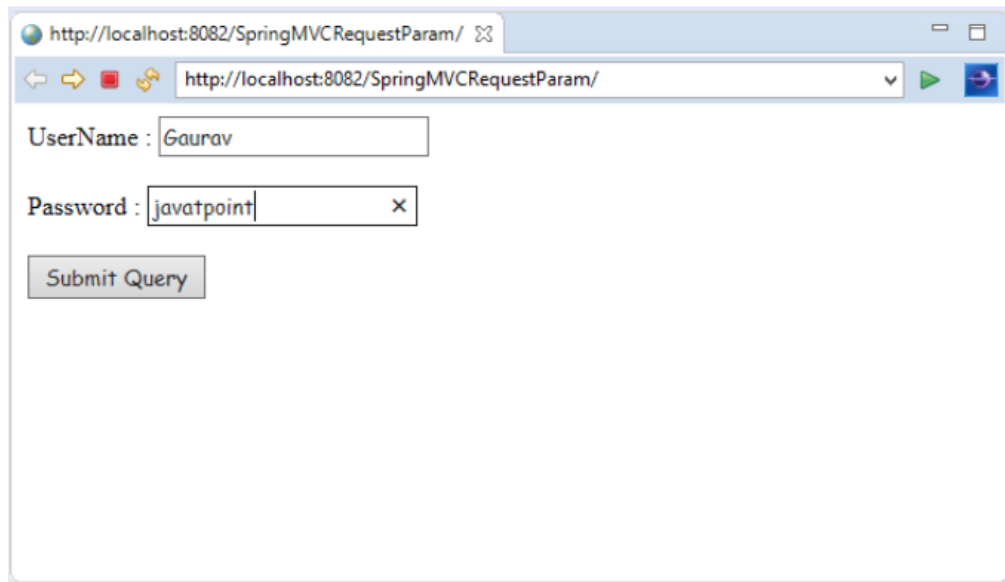 http://localhost:8082/SpringMVCRequestParam/
http://localhost:8082/SpringMVCRequestParam/
UserName : Gaurav
Password : javatpoint
Submit Query